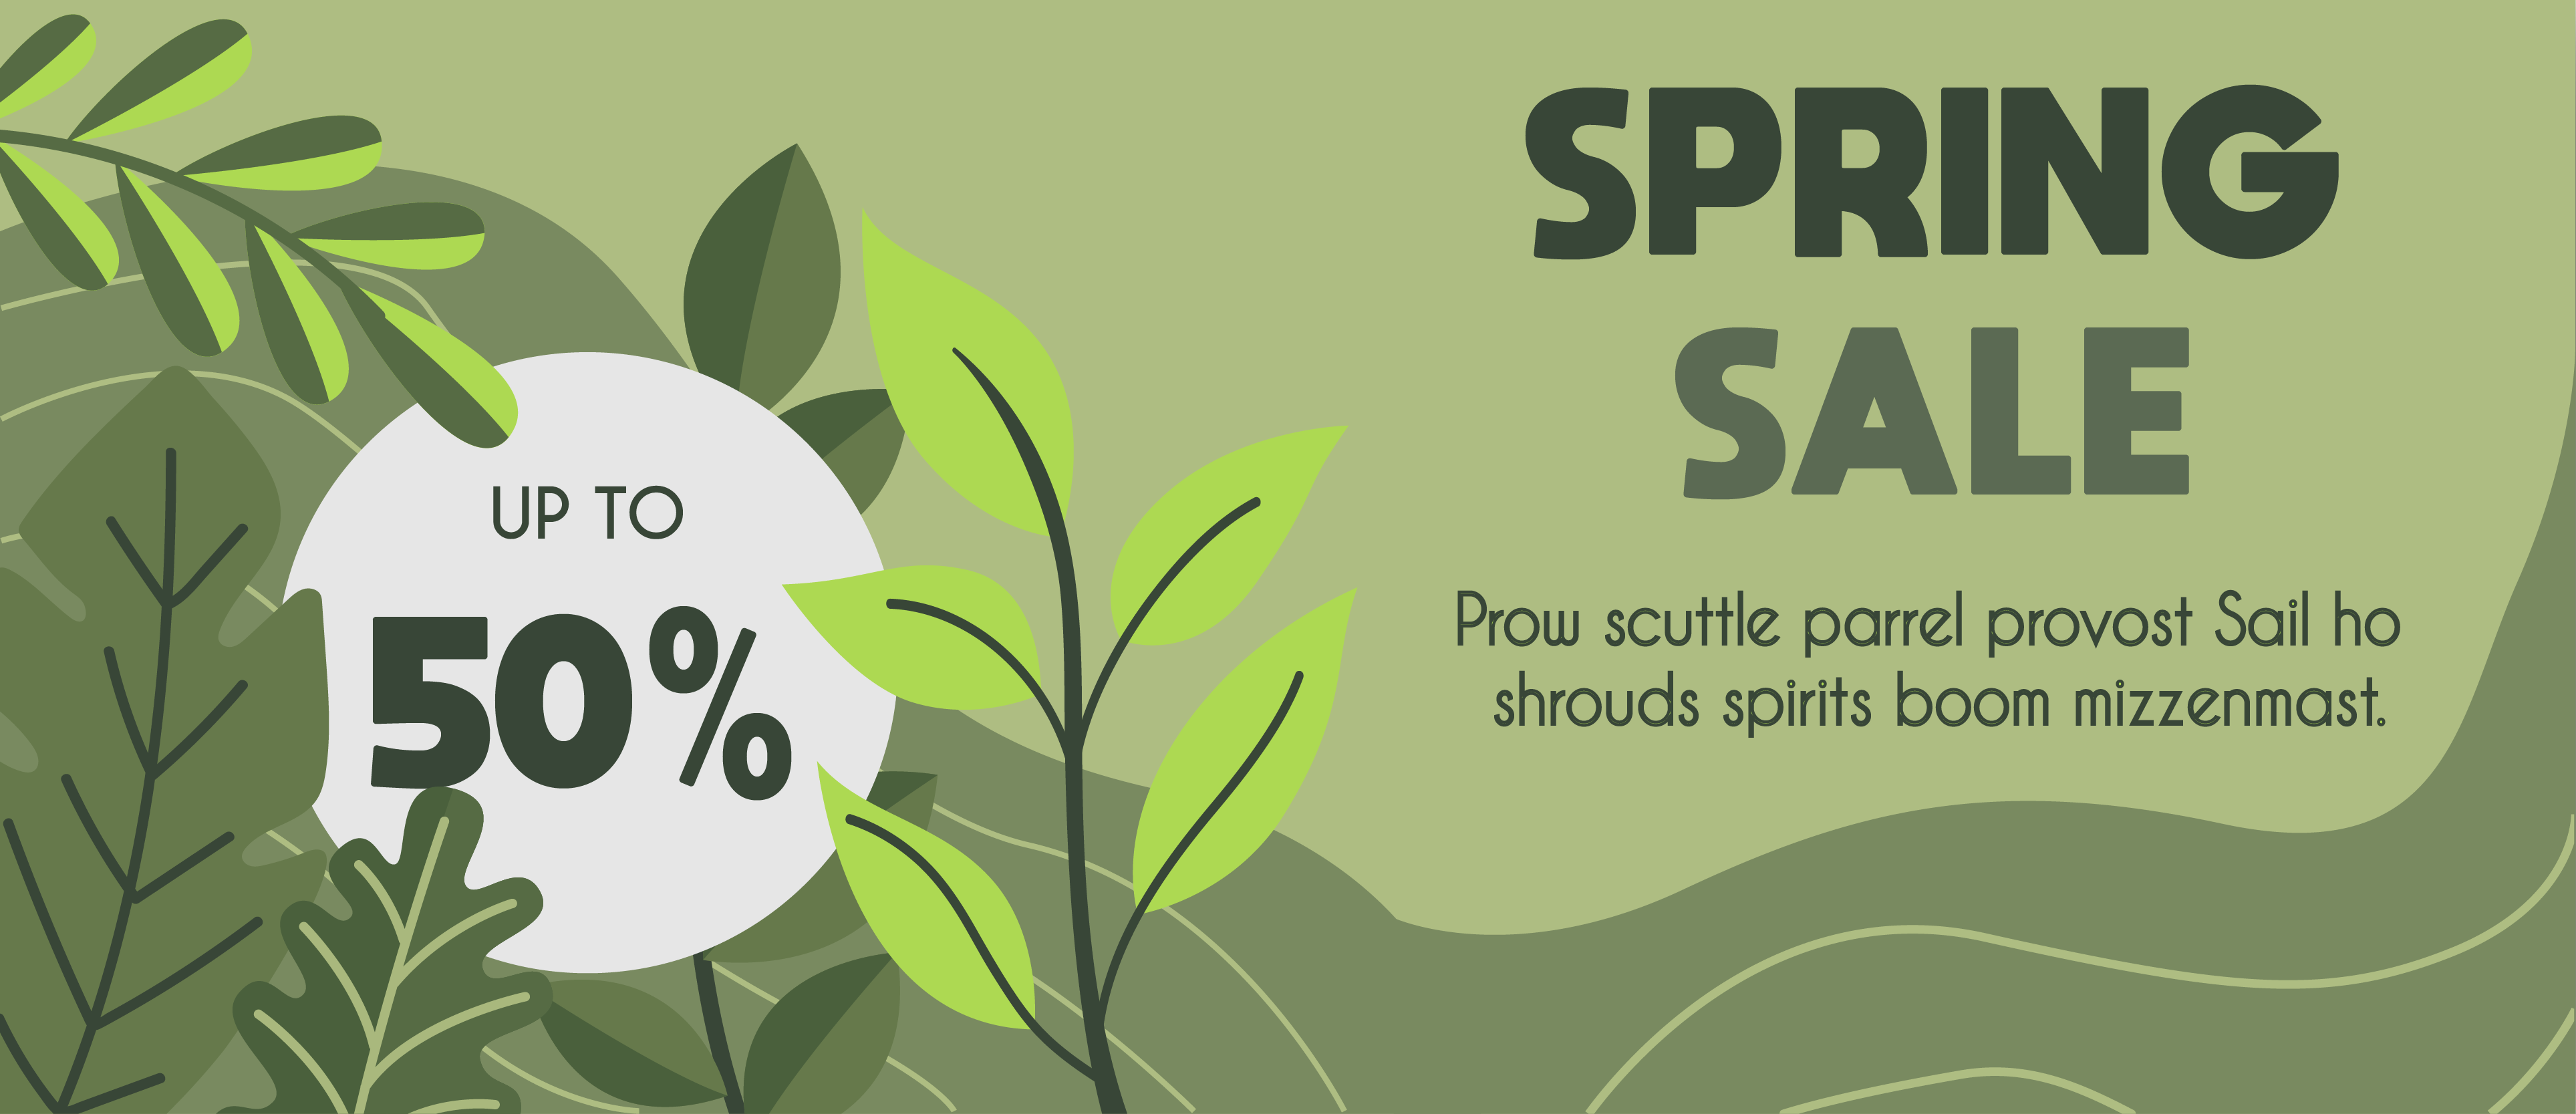 UP TO
50%
SPRING
SALE
Prow scuttle parrel provost Sail ho
shrouds spirits boom mizzenmast.